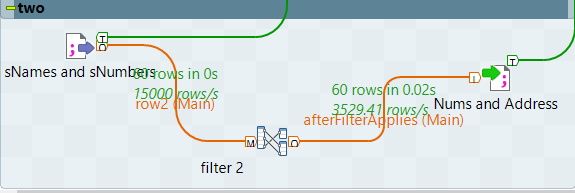 two
T
O
sNames and sNumbers
60 rows in 0s
15000 rows/s
row2 (Main)
T
60 rows in 0.02s
3529.41 rows/s
Nums and Address
afterFilterApplies (Main)
M
O
filter 2